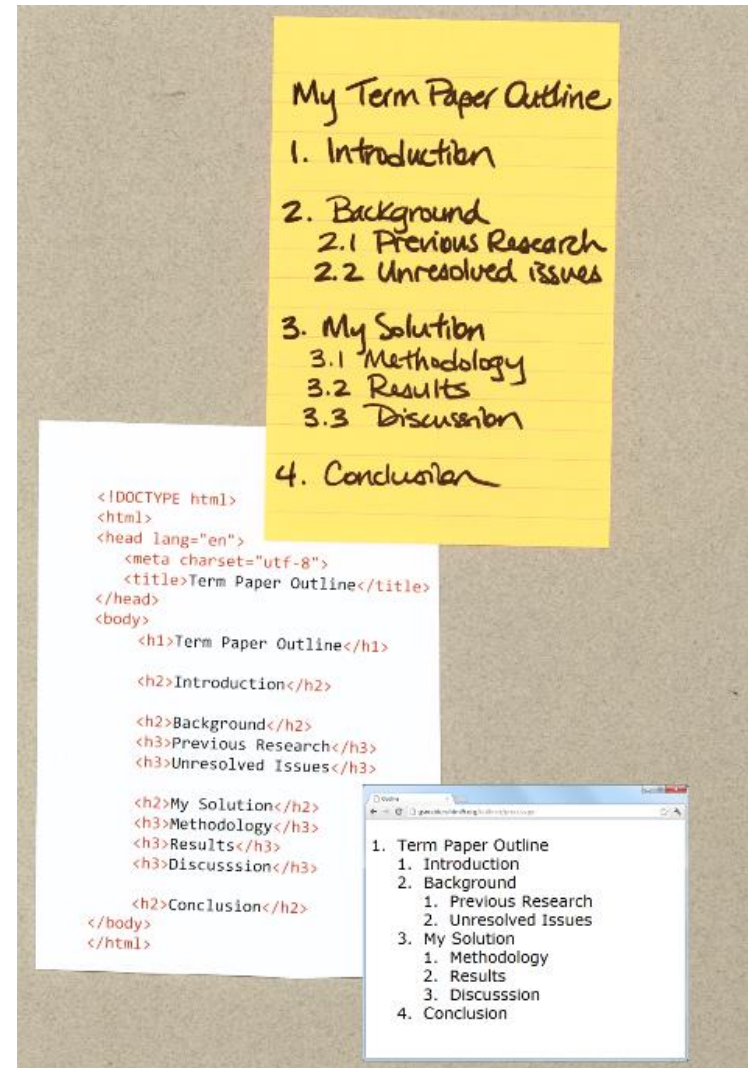 My Term Paper Outline
1. Introduction
2. Background
2.1 Previous Research
2.2 Unresolved issues
3. My Solution
3.1 Methodology
3.2 Results
3.3 Discussion
4. Conclusion
<!DOCTYPE html>
<html>
<head lang="en">
<meta charset="utf-8">
<title>Term Paper Outline</title>
</head>
<body>
<h1>Term Paper Outline</h1>
<h2>Introduction</h2>
<h2>Background</h2>
<h3>Previous Research</h3>
<h3>Unresolved Issues</h3>
<h2>My Solution</h2>
<h3>Methodology</h3>
<h3>Results</h3>
<h3>Discusssion</h3>
<h2>Conclusion</h2>
</body>
</html>
1. Term Paper Outline
1. Introduction
2. Background
1. Previous Research
2. Unresolved Issues
3. My Solution
1. Methodology
2. Results
3. Discusssion
4. Conclusion